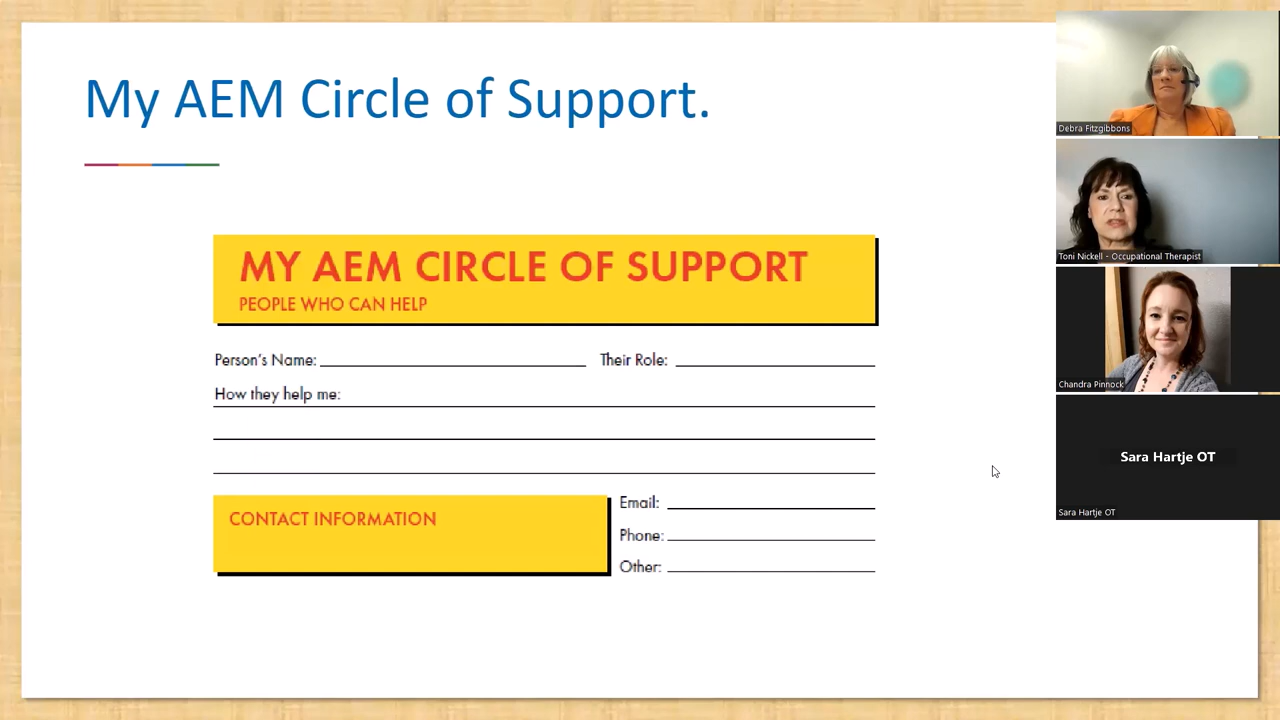 My AEM Circle of Support.
MY AEM CIRCLE OF SUPPORT
PEOPLE WHO CAN HELP
Person's Name: Their Role:
How they help me:
CONTACT INFORMATION
Email:
Phone:
Other:
Debra Fitzgibbons
Toni Nickell - Occupational Therapist
Chandra Pinnock
Sara Hartje OT
Sara Hartje OT